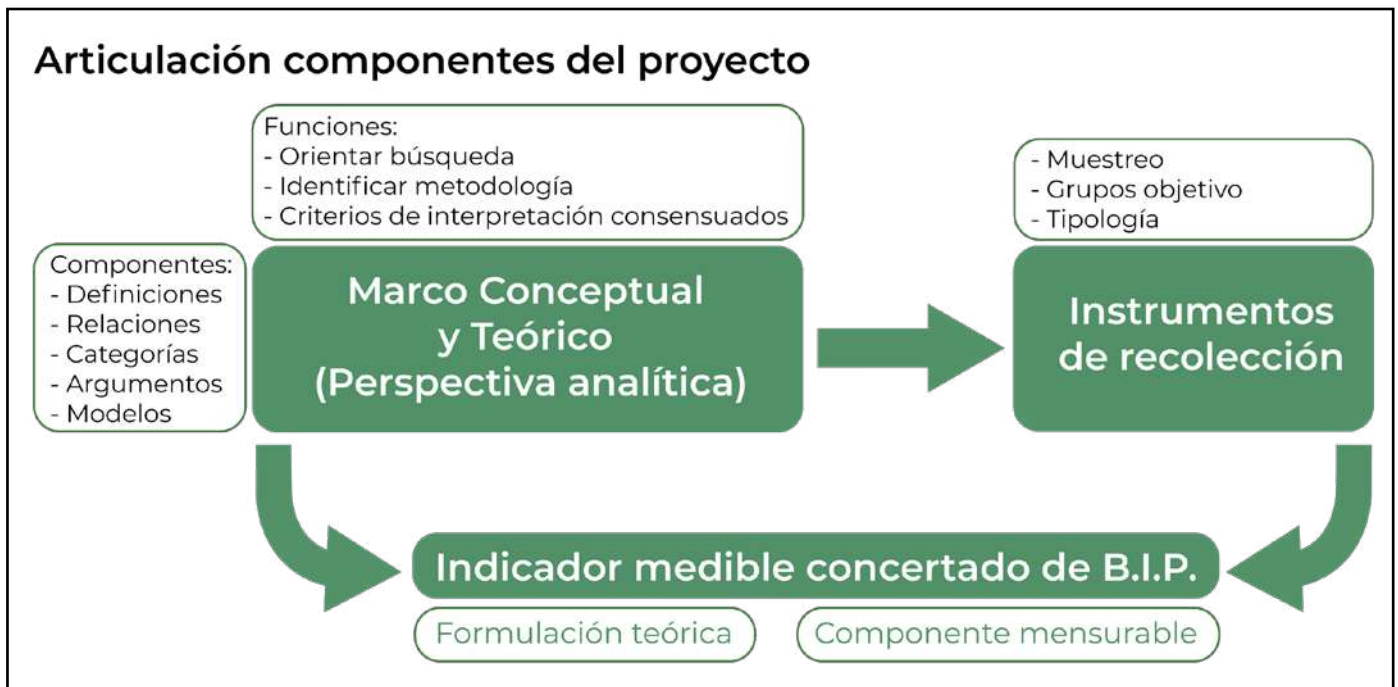 Articulación componentes del proyecto
Funciones:
- Orientar búsqueda
- Identificar metodología
- Criterios de interpretación consensuados
- Muestreo
- Grupos objetivo
- Tipología
Componentes:
- Definiciones
- Relaciones
- Categorías
- Argumentos
- Modelos
Marco Conceptual
y Teórico
(Perspectiva analítica)
Instrumentos
de recolección
Indicador medible concertado de B.I.P.
Formulación teórica
Componente mensurable